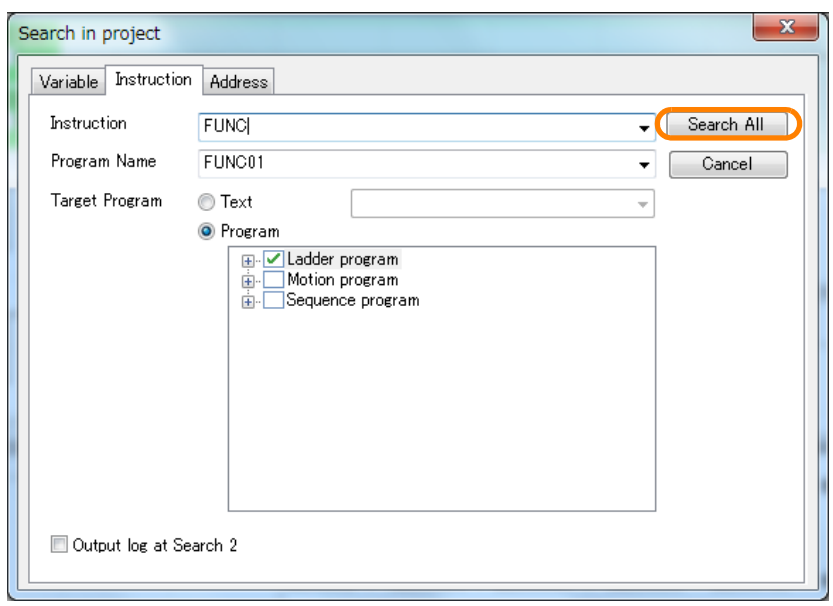 Search in project
Variable Instruction Address
Instruction FUNC Search All
Program Name FUNC01 Cancel
Target Program Text
Program
Ladder program
Motion program
Sequence program
Output log at Search 2